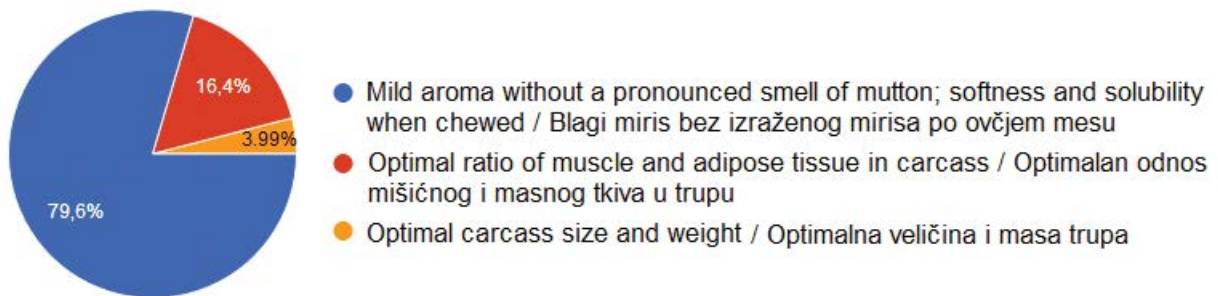 16,4%
3.99%
79,6%
Mild aroma without a pronounced smell of mutton; softness and solubility
when chewed / Blagi miris bez izraženog mirisa po ovčjem mesu
Optimal ratio of muscle and adipose tissue in carcass / Optimalan odnos
mišićnog i masnog tkiva u trupu
Optimal carcass size and weight / Optimalna veličina i masa trupa